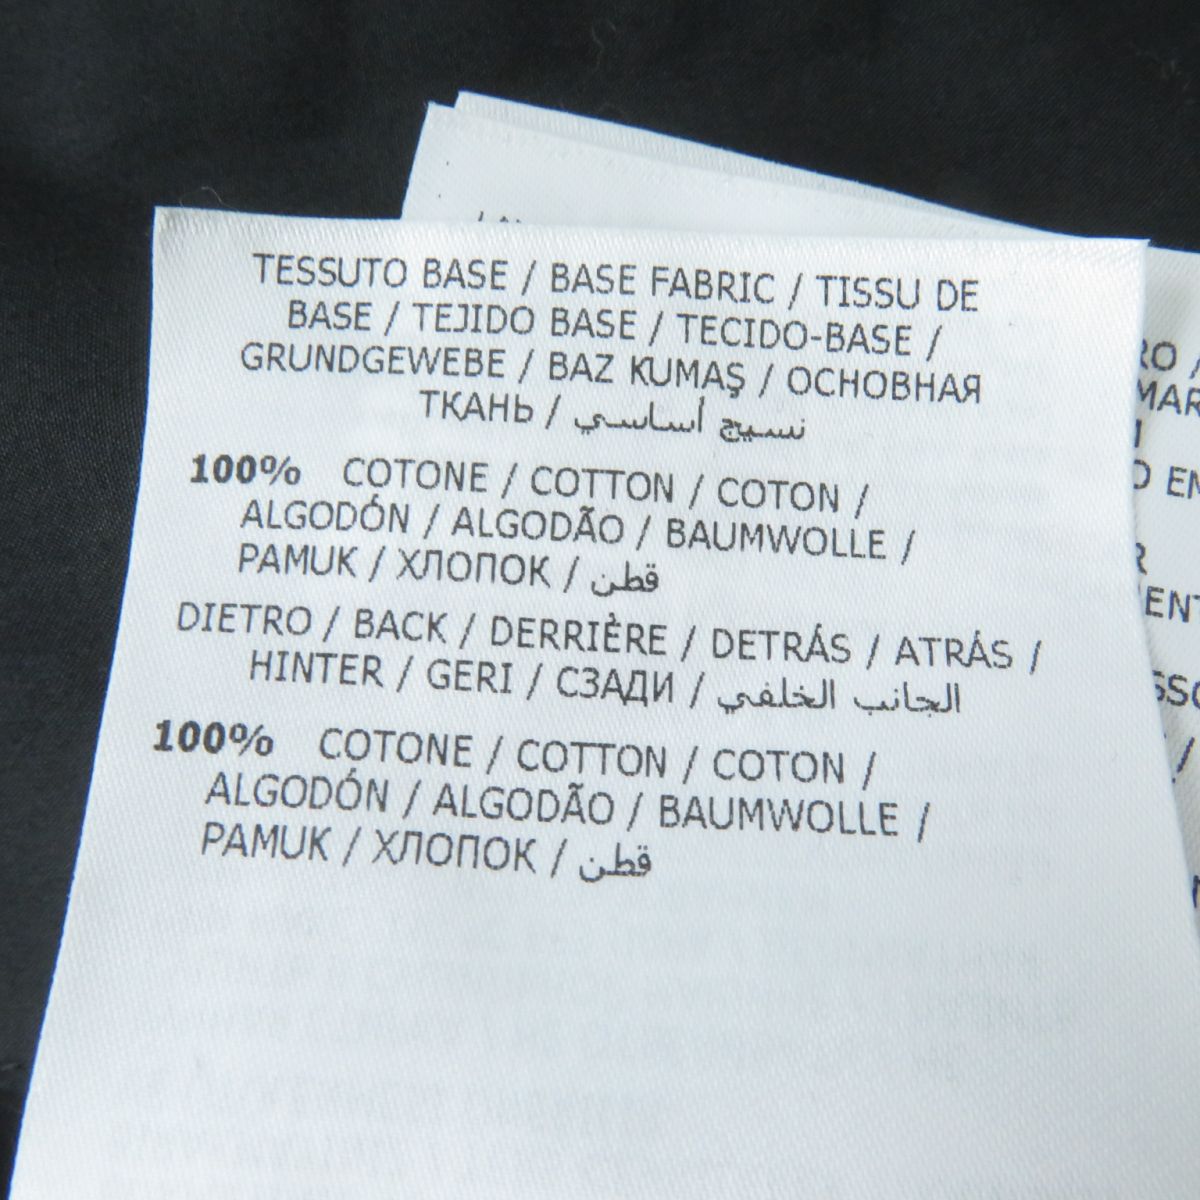 TESSUTO BASE / BASE FABRIC / TISSU DE
BASE / TEJIDO BASE / TECIDO-BASE /
GRUNDGEWEBE / BAZ KUMAŞ / ОСНОВНАЯ
ТКАНЬ / نسيج أساسي
100% COTONE / COTTON / COTON /
ALGODÓN / ALGODÃO / BAUMWOLLE /
PAMUK / ХЛОПОК / قطن
DIETRO / BACK / DERRIÈRE / DETRÁS / ATRÁS /
HINTER / GERI / СЗАДИ / الجانب الخلفي
100% COTONE / COTTON / COTON /
ALGODÓN / ALGODÃO / BAUMWOLLE /
PAMUK / ХЛОПОК / قطن